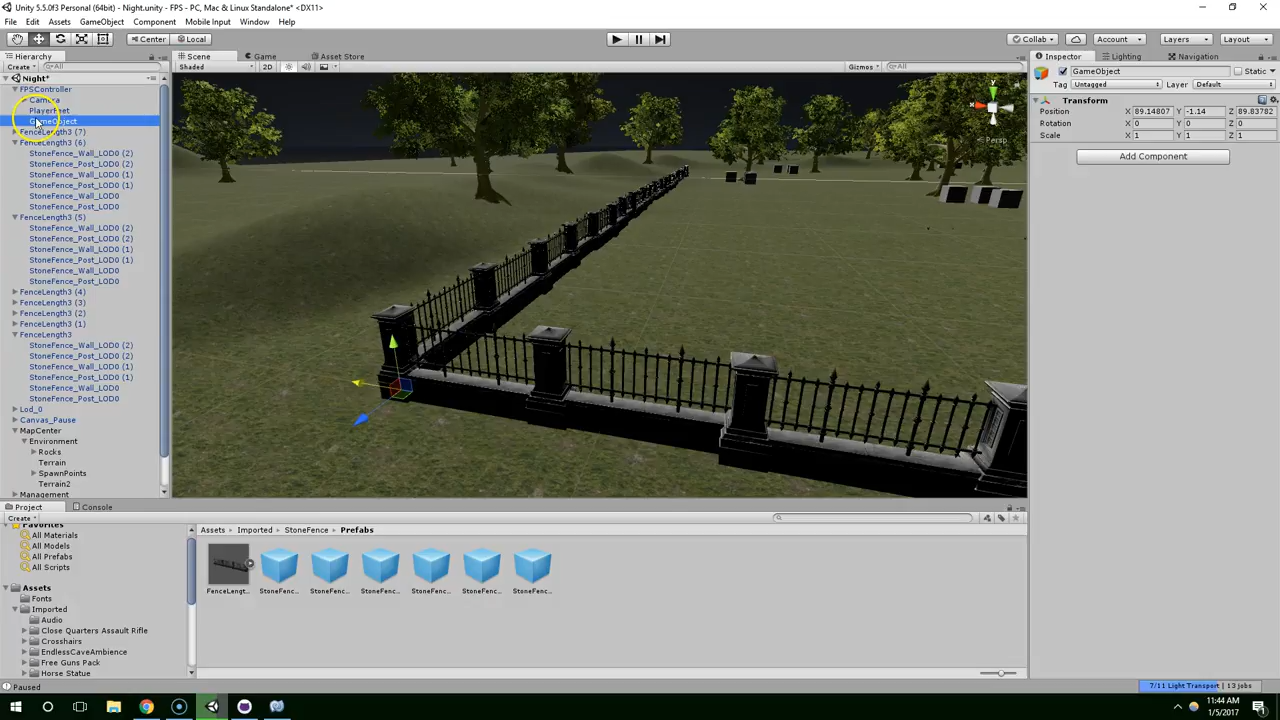 Unity 5.5.0f3 Personal (64bit) - Night.unity - FPS - PC, Mac & Linux Standalone* <DX11>
File Edit Assets GameObject Component Mobile Input Window Help
Center Local Collab Account Layers Layout
Hierarchy Scene Game Asset Store Inspector Lighting Navigation
Create All Shaded 2D Gizmos All GameObject Static
Night*
Tag Untagged Layer Default
FPSController
Camera
PlayerFeet
GameObject
FenceLength3 (7)
FenceLength3 (6)
StoneFence_Wall_LOD0 (2)
StoneFence_Post_LOD0 (2)
StoneFence_Wall_LOD0 (1)
StoneFence_Post_LOD0 (1)
StoneFence_Wall_LOD0
StoneFence_Post_LOD0
FenceLength3 (5)
StoneFence_Wall_LOD0 (2)
StoneFence_Post_LOD0 (2)
StoneFence_Wall_LOD0 (1)
StoneFence_Post_LOD0 (1)
StoneFence_Wall_LOD0
StoneFence_Post_LOD0
FenceLength3 (4)
FenceLength3 (3)
FenceLength3 (2)
FenceLength3 (1)
FenceLength3
StoneFence_Wall_LOD0 (2)
StoneFence_Post_LOD0 (2)
StoneFence_Wall_LOD0 (1)
StoneFence_Post_LOD0 (1)
StoneFence_Wall_LOD0
StoneFence_Post_LOD0
Lod_0
Canvas_Pause
MapCenter
Environment
Rocks
Terrain
SpawnPoints
Terrain2
Management
y
x
z
Persp
Transform
Position X 89.14807 Y -1.14 Z 89.83782
Rotation X 0 Y 0 Z 0
Scale X 1 Y 1 Z 1
Add Component
Project Console
Create
Favorites
All Materials
All Models
All Prefabs
All Scripts
Assets
Fonts
Imported
Audio
Close Quarters Assault Rifle
Crosshairs
EndlessCaveAmbience
Free Guns Pack
Horse Statue
Assets Imported StoneFence Prefabs
FenceLengt... StoneFenc... StoneFenc... StoneFenc... StoneFenc... StoneFenc... StoneFenc...
Paused
7/11 Light Transport | 13 jobs
11:44 AM
1/5/2017